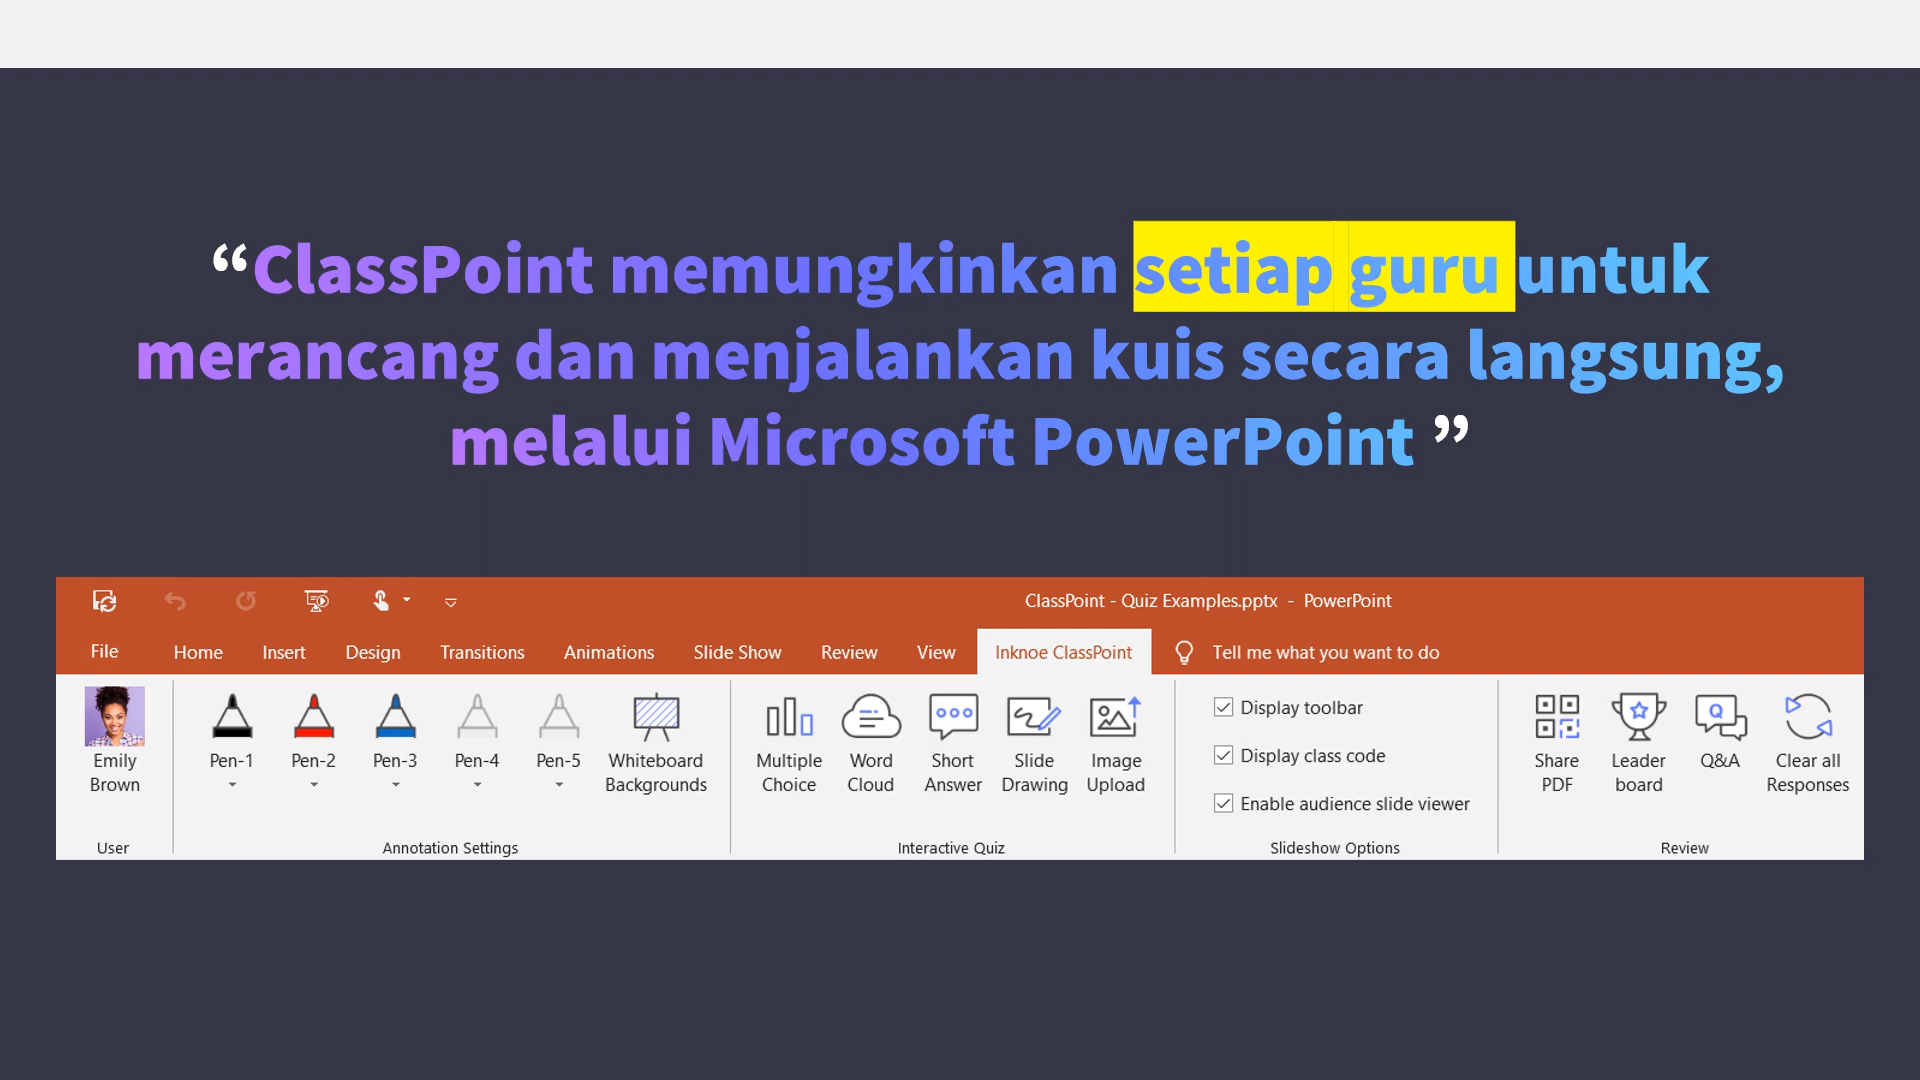 “ClassPoint memungkinkan setiap guru untuk
merancang dan menjalankan kuis secara langsung,
melalui Microsoft PowerPoint ”
ClassPoint - Quiz Examples.pptx - PowerPoint
File Home Insert Design Transitions Animations Slide Show Review View Inknoe ClassPoint Tell me what you want to do
Emily
Brown
User
Pen-1 Pen-2 Pen-3 Pen-4 Pen-5 Whiteboard
Backgrounds
Annotation Settings
Multiple
Choice
Word
Cloud
Short
Answer
Slide
Drawing
Image
Upload
Interactive Quiz
Display toolbar
Display class code
Enable audience slide viewer
Slideshow Options
Share
PDF
Leader
board
Q
Q&A
Clear all
Responses
Review